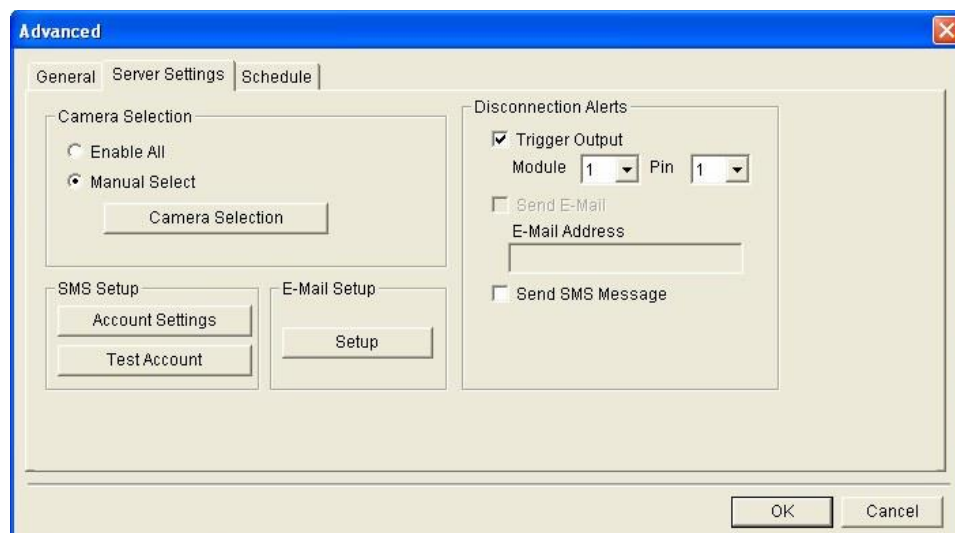 Advanced
General Server Settings Schedule
Camera Selection
Enable All
Manual Select
Camera Selection
SMS Setup
Account Settings
Test Account
E-Mail Setup
Setup
Disconnection Alerts
Trigger Output
Module 1 Pin 1
Send E-Mail
E-Mail Address
Send SMS Message
OK Cancel